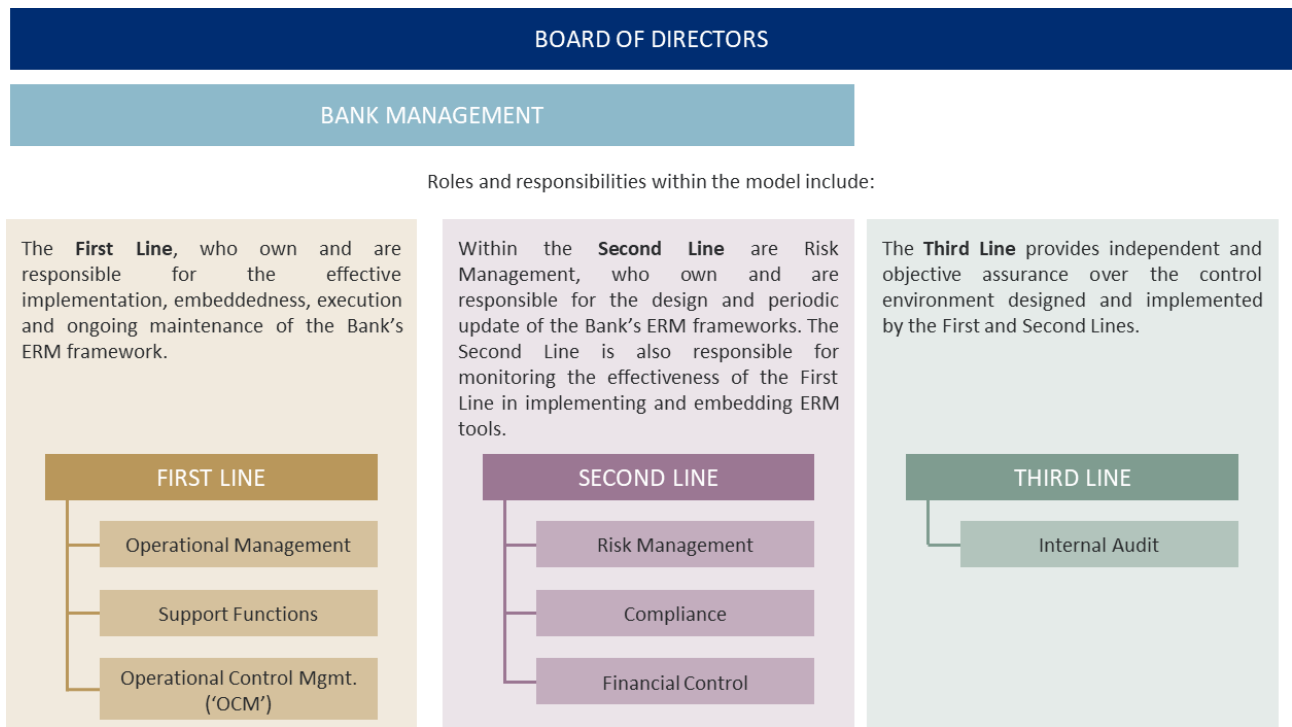 BOARD OF DIRECTORS
BANK MANAGEMENT
Roles and responsibilities within the model include:
The First Line, who own and are
responsible for the effective
implementation, embeddedness, execution
and ongoing maintenance of the Bank’s
ERM framework.
FIRST LINE
Operational Management
Support Functions
Operational Control Mgmt.
(‘OCM’)
Within the Second Line are Risk
Management, who own and are
responsible for the design and periodic
update of the Bank’s ERM frameworks. The
Second Line is also responsible for
monitoring the effectiveness of the First
Line in implementing and embedding ERM
tools.
SECOND LINE
Risk Management
Compliance
Financial Control
The Third Line provides independent and
objective assurance over the control
environment designed and implemented
by the First and Second Lines.
THIRD LINE
Internal Audit